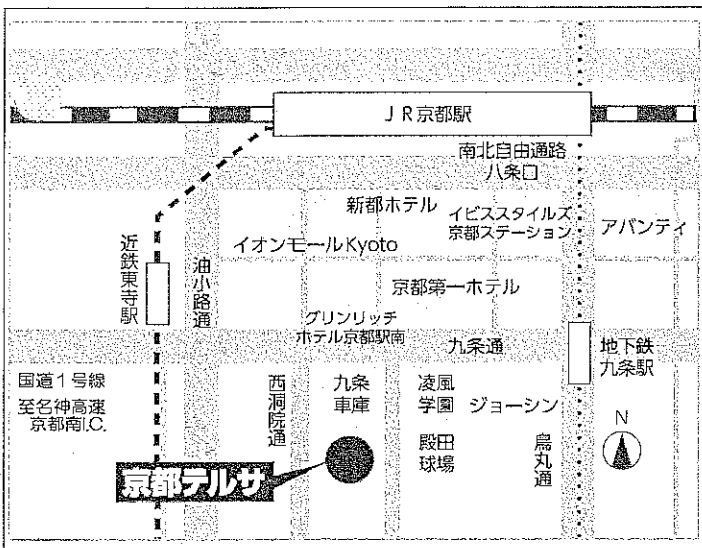 JR京都駅
南北自由通路
八条口
新都ホテル
イビススタイルズ
京都ステーション
アバンティ
イオンモールKyoto
近鉄東寺駅
油小路通
京都第一ホテル
グリンリッチ
ホテル京都駅南
九条通
地下鉄
九条駅
国道1号線
至名神高速
京都南I.C.
西洞院通
九条
車庫
凌風
学園
ジョーシン
殿田
球場
烏丸通
N
京都テルサ